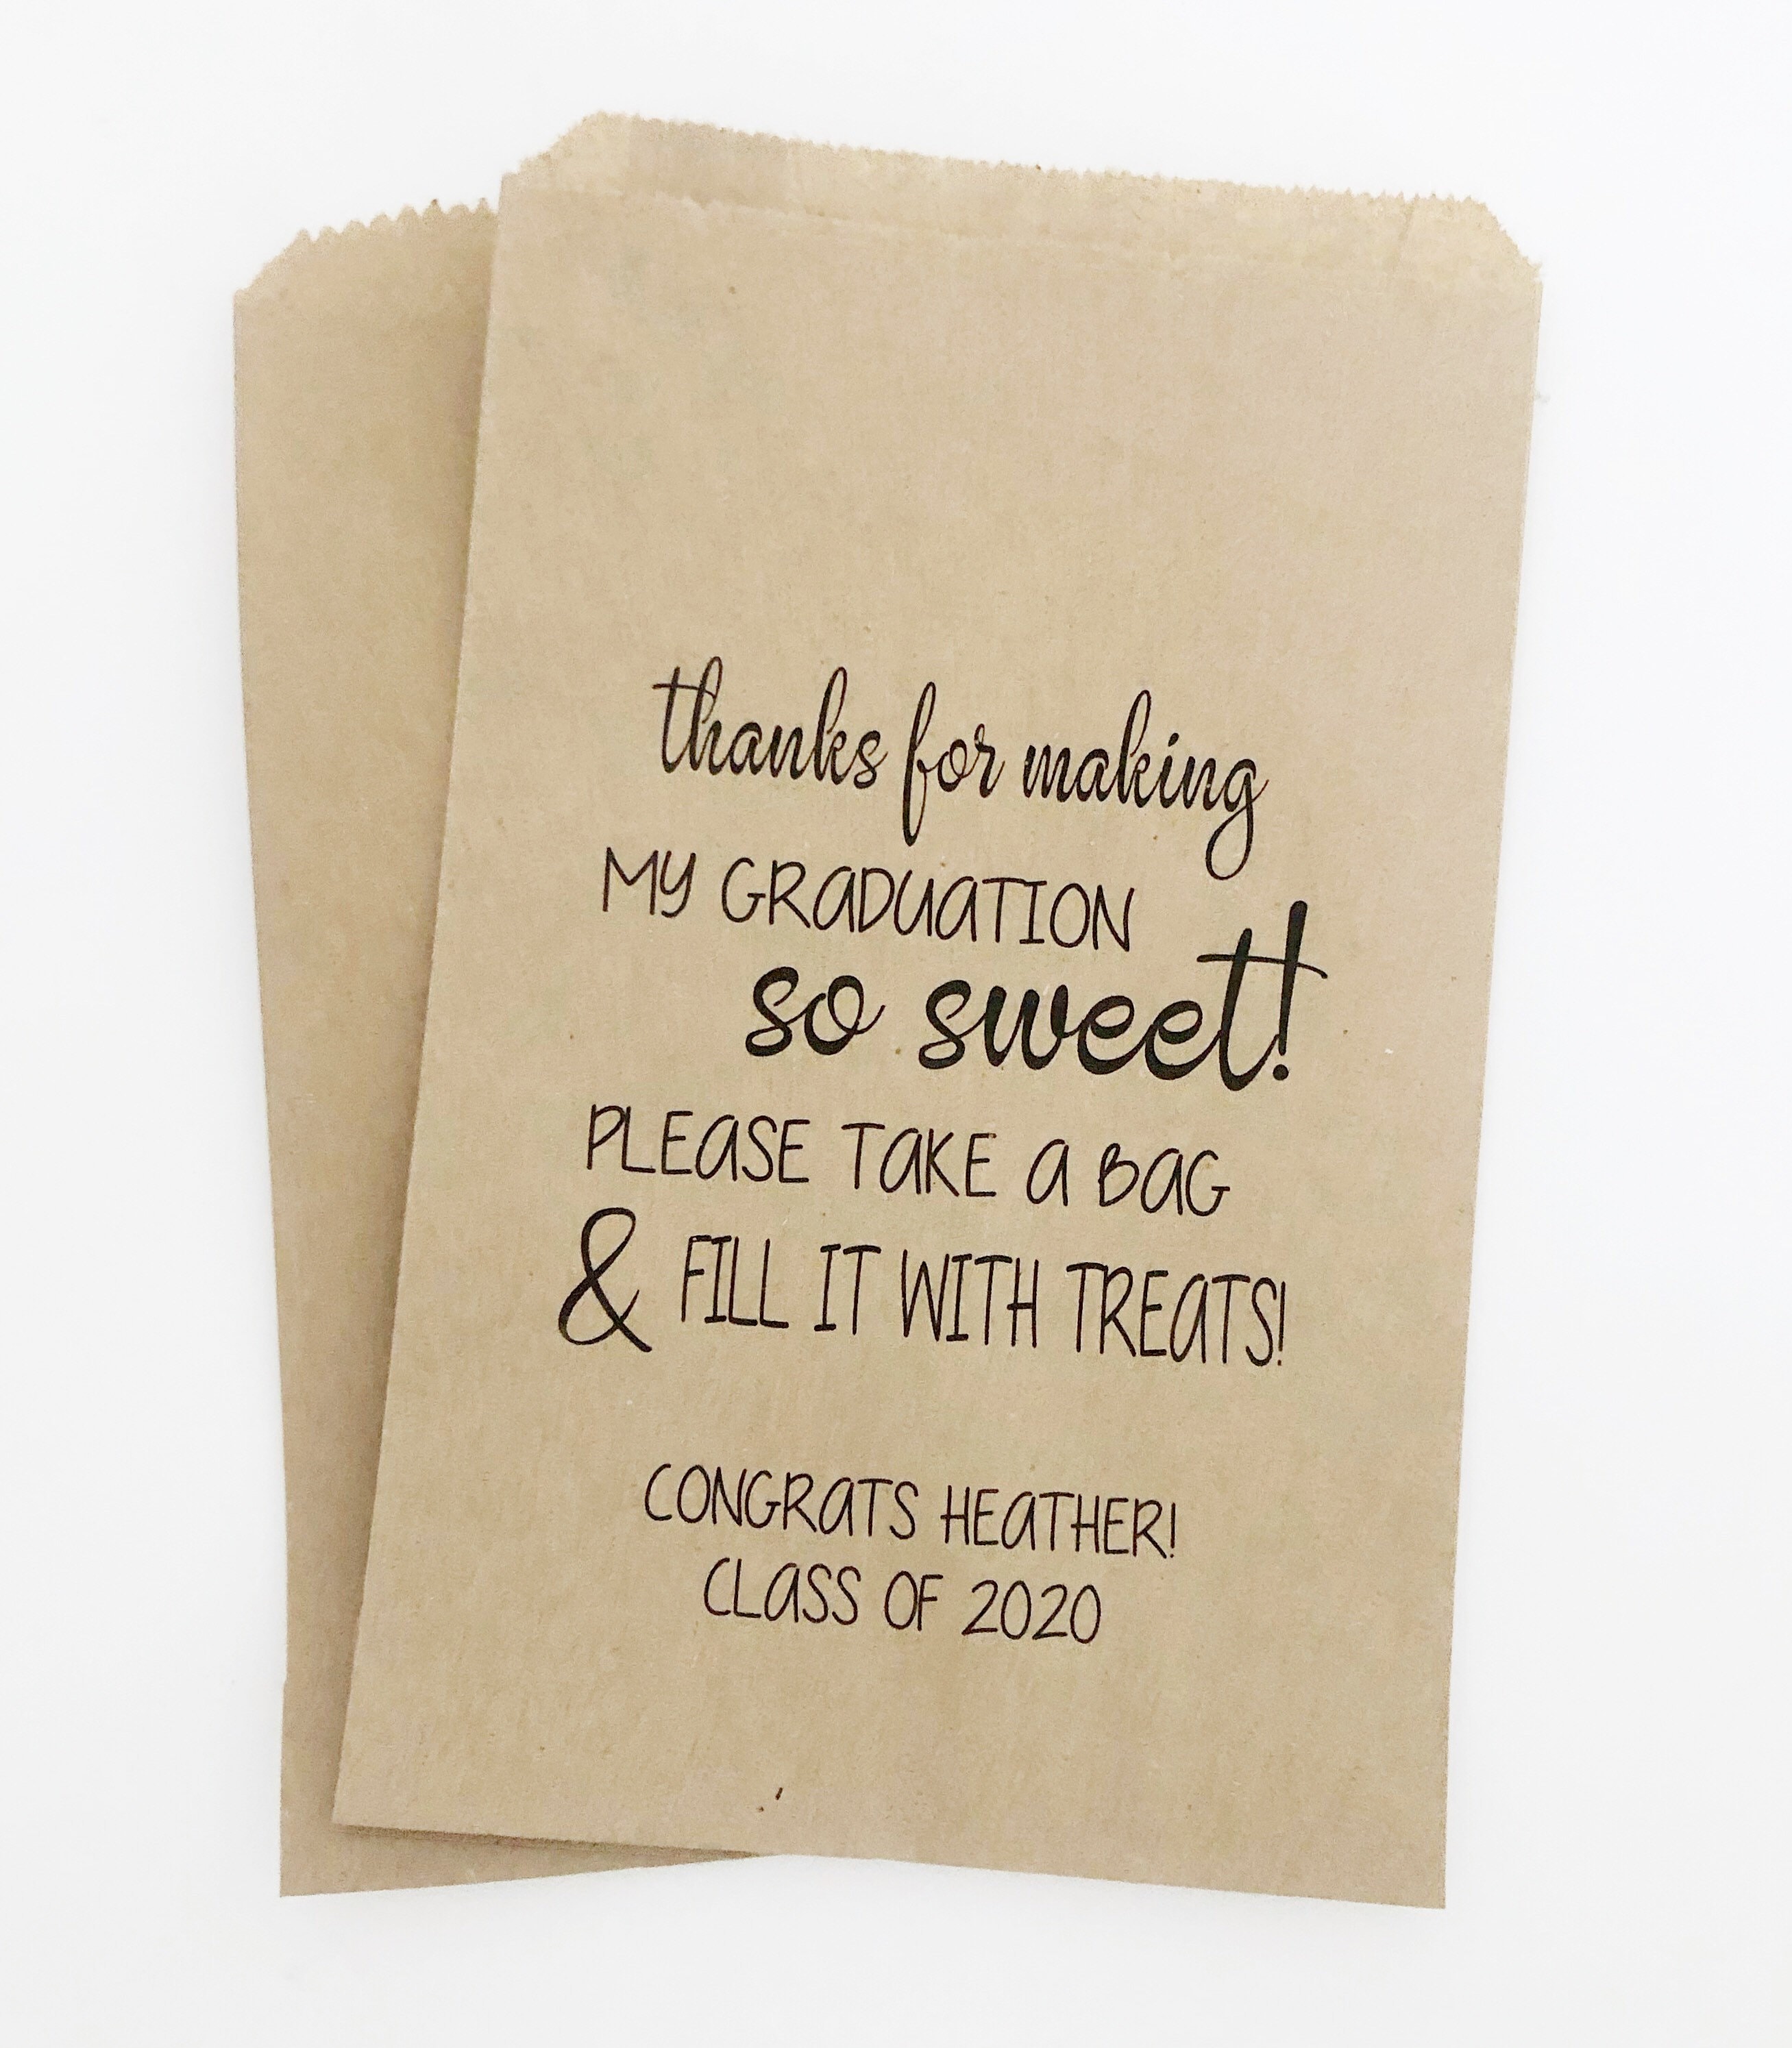 thanks for making
MY GRADUATION
so sweet!
PLEASE TAKE A BAG
& FILL IT WITH TREATS!
CONGRATS HEATHER!
CLASS OF 2020